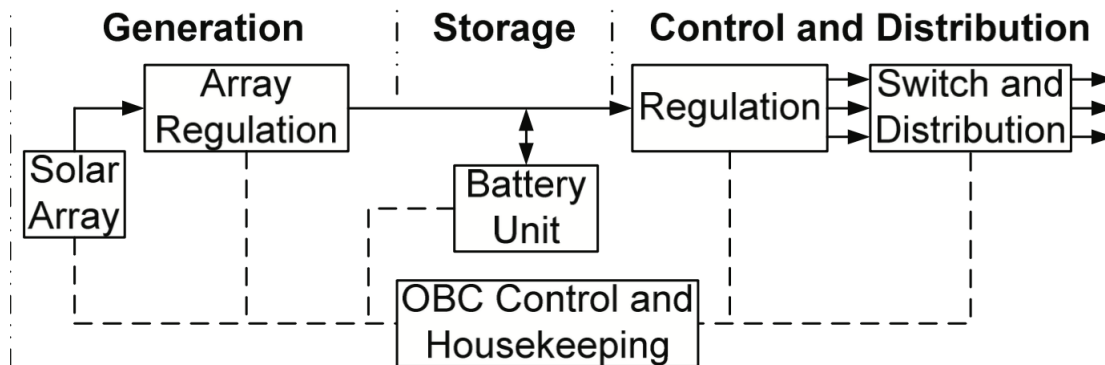 Generation
Storage
Control and Distribution
Array
Regulation
Regulation
Switch and
Distribution
Solar
Array
Battery
Unit
OBC Control and
Housekeeping